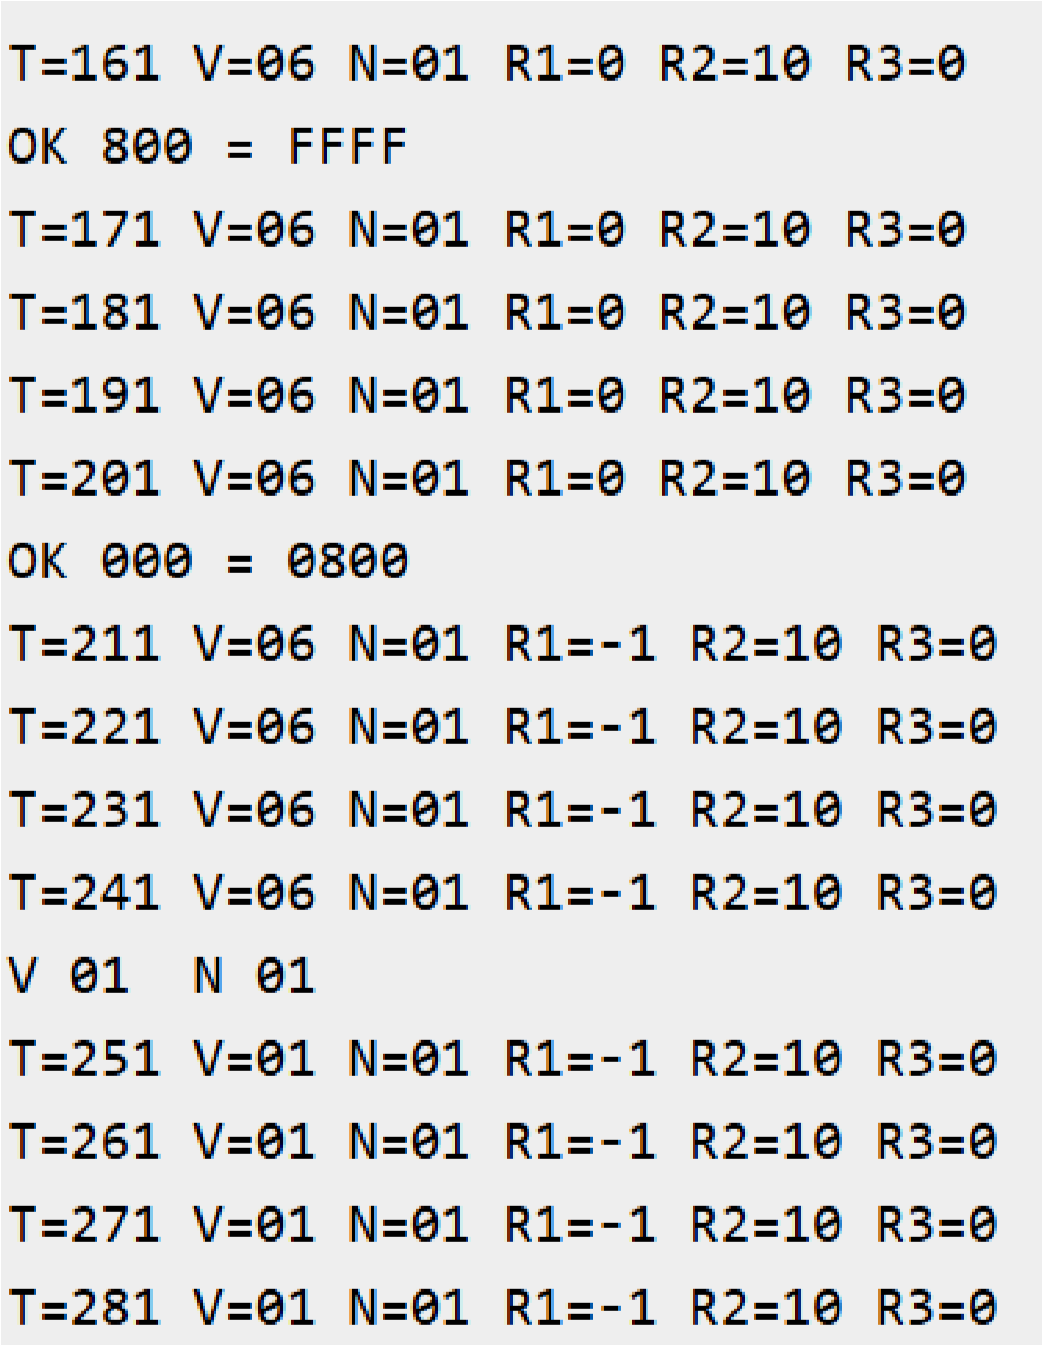 T=161 V=06 N=01 R1=0 R2=10 R3=0
OK 800 = FFFF
T=171 V=06 N=01 R1=0 R2=10 R3=0
T=181 V=06 N=01 R1=0 R2=10 R3=0
T=191 V=06 N=01 R1=0 R2=10 R3=0
T=201 V=06 N=01 R1=0 R2=10 R3=0
OK 000 = 0800
T=211 V=06 N=01 R1=-1 R2=10 R3=0
T=221 V=06 N=01 R1=-1 R2=10 R3=0
T=231 V=06 N=01 R1=-1 R2=10 R3=0
T=241 V=06 N=01 R1=-1 R2=10 R3=0
V 01  N 01
T=251 V=01 N=01 R1=-1 R2=10 R3=0
T=261 V=01 N=01 R1=-1 R2=10 R3=0
T=271 V=01 N=01 R1=-1 R2=10 R3=0
T=281 V=01 N=01 R1=-1 R2=10 R3=0